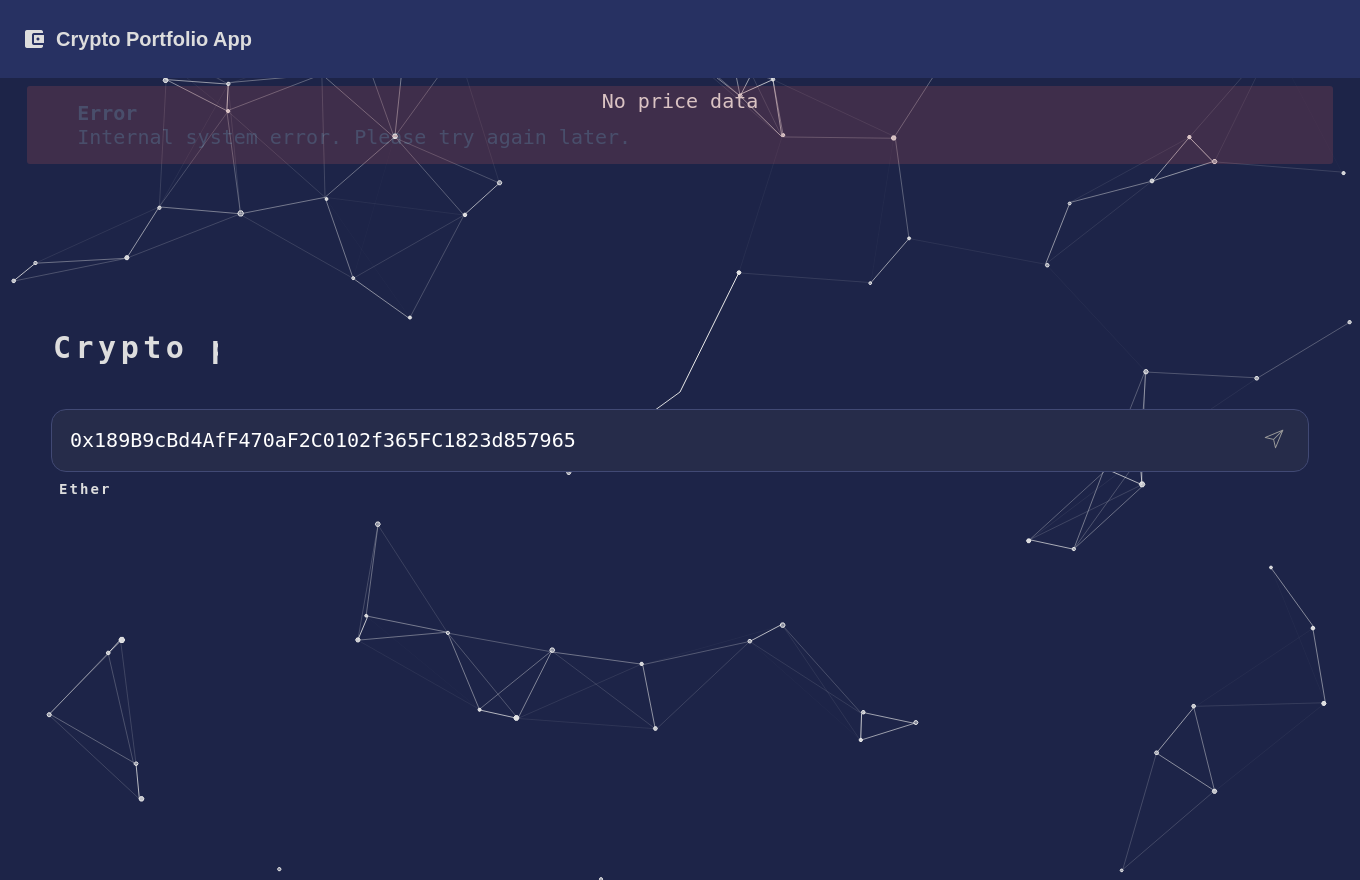 Crypto Portfolio App
No price data
Error
Internal system error. Please try again later.
Crypto p
0x189B9cBd4AfF470aF2C0102f365FC1823d857965
Ether